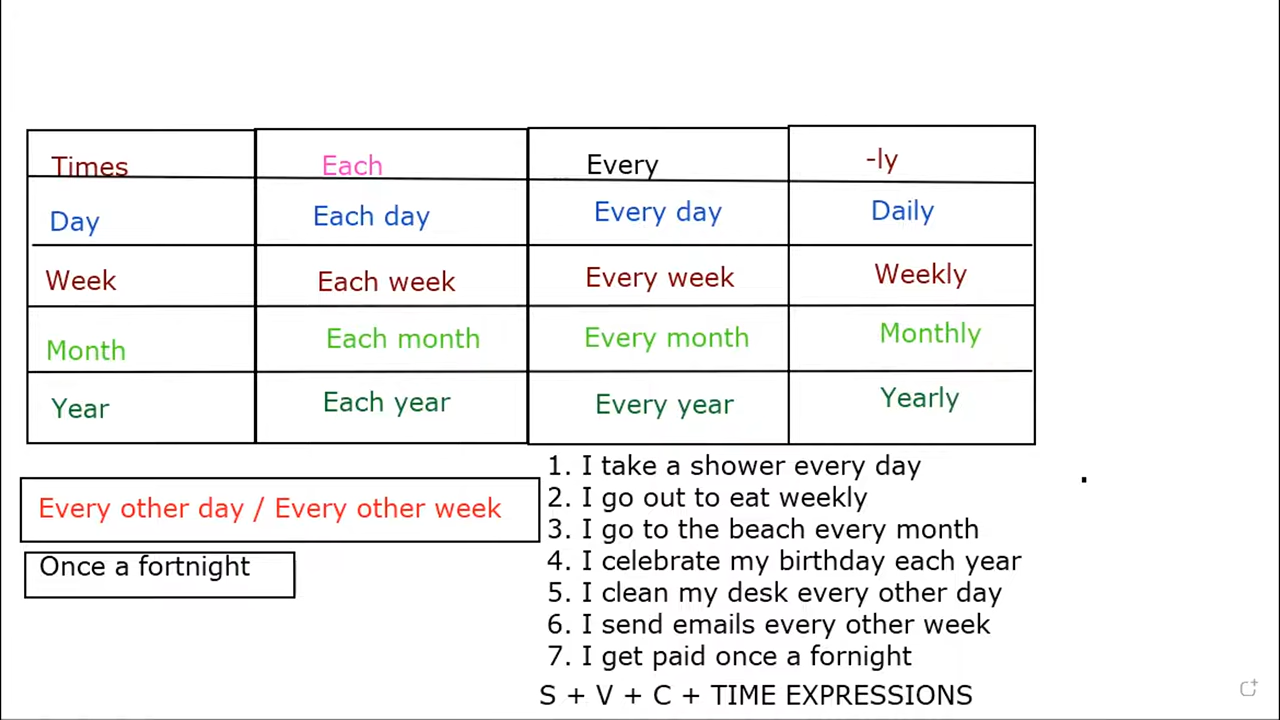 Times Each Every -ly
Day Each day Every day Daily
Week Each week Every week Weekly
Month Each month Every month Monthly
Year Each year Every year Yearly
Every other day / Every other week
Once a fortnight
1. I take a shower every day
2. I go out to eat weekly
3. I go to the beach every month
4. I celebrate my birthday each year
5. I clean my desk every other day
6. I send emails every other week
7. I get paid once a fornight
S + V + C + TIME EXPRESSIONS